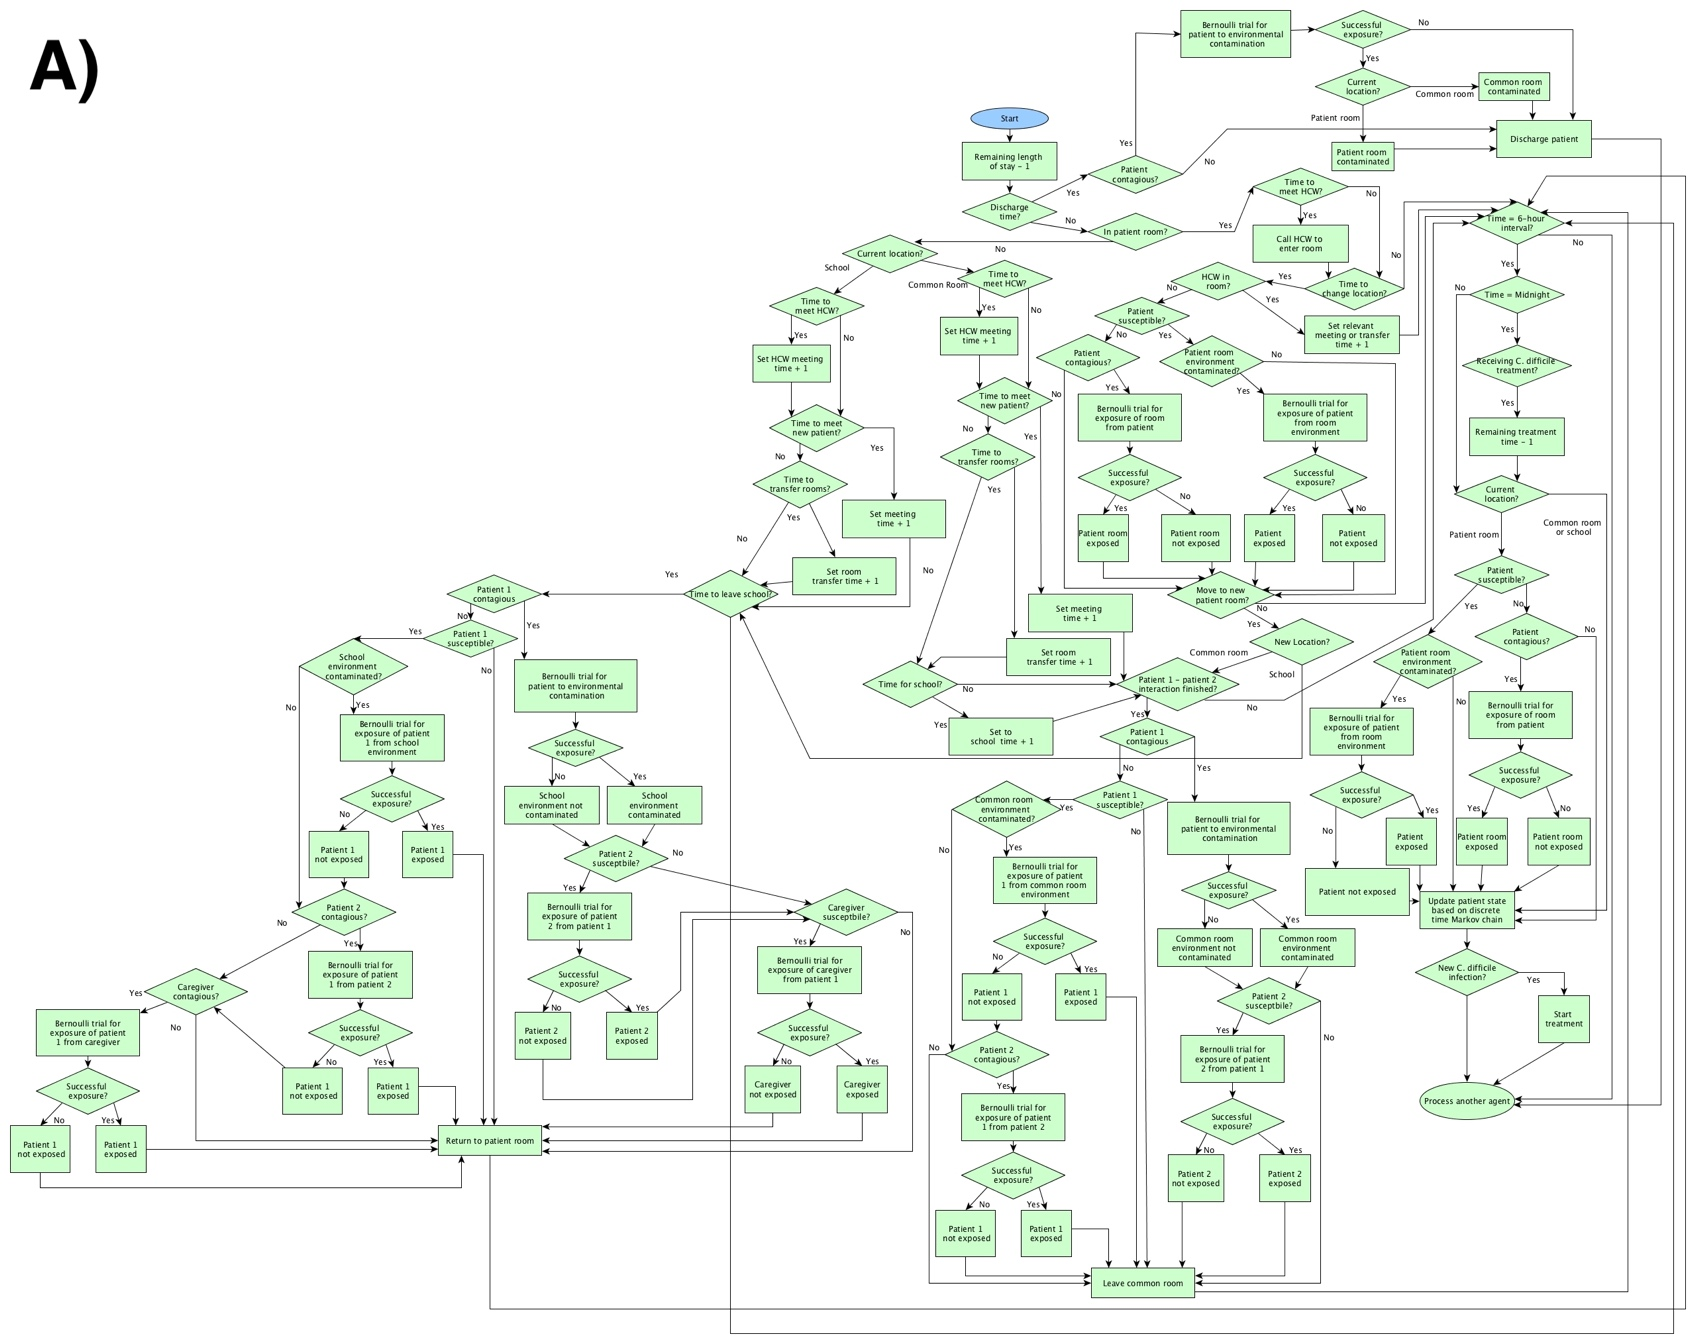 A)
Bernoulli trial for
patient to environmental
contamination
Successful
exposure?
No
Yes
Current
location?
Common room
Common room
contaminated
Patient room
Patient room
contaminated
Discharge patient
Start
Remaining length
of stay - 1
Discharge
time?
Yes
No
Patient
contagious?
Yes
No
In patient room?
Yes
No
Time to
meet HCW?
No
Yes
Call HCW to
enter room
Time to
change location?
No
Yes
HCW in
room?
No
Yes
Set relevant
meeting or transfer
time + 1
Time = 6-hour
interval?
No
Yes
Time = Midnight
No
Yes
Receiving C. difficile
treatment?
Yes
Remaining treatment
time - 1
Current
location?
Common room
or school
Patient room
Current location?
School
Common Room
Time to
meet HCW?
Yes
No
Set HCW meeting
time + 1
Time to meet
new patient?
No
Yes
Time to
transfer rooms?
Yes
No
Set meeting
time + 1
Set room
transfer time + 1
Time to leave school?
Yes
Time to
meet HCW?
Yes
No
Set HCW meeting
time + 1
Time to meet
new patient?
No
Yes
Time to
transfer rooms?
Yes
No
Set meeting
time + 1
Set room
transfer time + 1
Time for school?
No
Yes
Set to
school time + 1
Patient
susceptible?
No
Yes
Patient
contagious?
Yes
No
Patient room
environment
contaminated?
No
Yes
Bernoulli trial for
exposure of room
from patient
Successful
exposure?
Yes
No
Patient room
exposed
Patient room
not exposed
Bernoulli trial for
exposure of patient
from room
environment
Successful
exposure?
Yes
No
Patient
exposed
Patient
not exposed
Move to new
patient room?
No
Yes
New Location?
Common room
School
Patient 1 - patient 2
interaction finished?
No
Yes
Patient
susceptible?
Yes
No
Patient
contagious?
No
Yes
Patient room
environment
contaminated?
Yes
No
Bernoulli trial for
exposure of patient
from room
environment
Bernoulli trial for
exposure of room
from patient
Successful
exposure?
No
Yes
Patient
exposed
Patient not exposed
Successful
exposure?
Yes
No
Patient room
exposed
Patient room
not exposed
Update patient state
based on discrete
time Markov chain
New C. difficile
infection?
Yes
Start
treatment
Process another agent
Patient 1
contagious
No
Yes
Patient 1
susceptible?
Yes
No
School
environment
contaminated?
No
Yes
Bernoulli trial for
exposure of patient
1 from school
environment
Successful
exposure?
No
Yes
Patient 1
not exposed
Patient 1
exposed
Patient 2
contagious?
No
Yes
Bernoulli trial for
exposure of patient
1 from patient 2
Successful
exposure?
No
Yes
Patient 1
not exposed
Patient 1
exposed
Caregiver
contagious?
Yes
No
Bernoulli trial for
exposure of patient
1 from caregiver
Successful
exposure?
No
Yes
Patient 1
not exposed
Patient 1
exposed
Return to patient room
Bernoulli trial for
patient to environmental
contamination
Successful
exposure?
No
Yes
School
environment not
contaminated
School
environment
contaminated
Patient 2
susceptbile?
No
Yes
Bernoulli trial for
exposure of patient
2 from patient 1
Successful
exposure?
No
Yes
Patient 2
not exposed
Patient 2
exposed
Caregiver
susceptbile?
No
Yes
Bernoulli trial for
exposure of caregiver
from patient 1
Successful
exposure?
No
Yes
Caregiver
not exposed
Caregiver
exposed
Patient 1
contagious
No
Yes
Patient 1
susceptible?
Yes
No
Common room
environment
contaminated?
No
Yes
Bernoulli trial for
exposure of patient
1 from common room
environment
Successful
exposure?
No
Yes
Patient 1
not exposed
Patient 1
exposed
Patient 2
contagious?
No
Yes
Bernoulli trial for
exposure of patient
1 from patient 2
Successful
exposure?
No
Yes
Patient 1
not exposed
Patient 1
exposed
Bernoulli trial for
patient to environmental
contamination
Successful
exposure?
No
Yes
Common room
environment not
contaminated
Common room
environment
contaminated
Patient 2
susceptbile?
Yes
No
Bernoulli trial for
exposure of patient
2 from patient 1
Successful
exposure?
No
Yes
Patient 2
not exposed
Patient 2
exposed
Leave common room